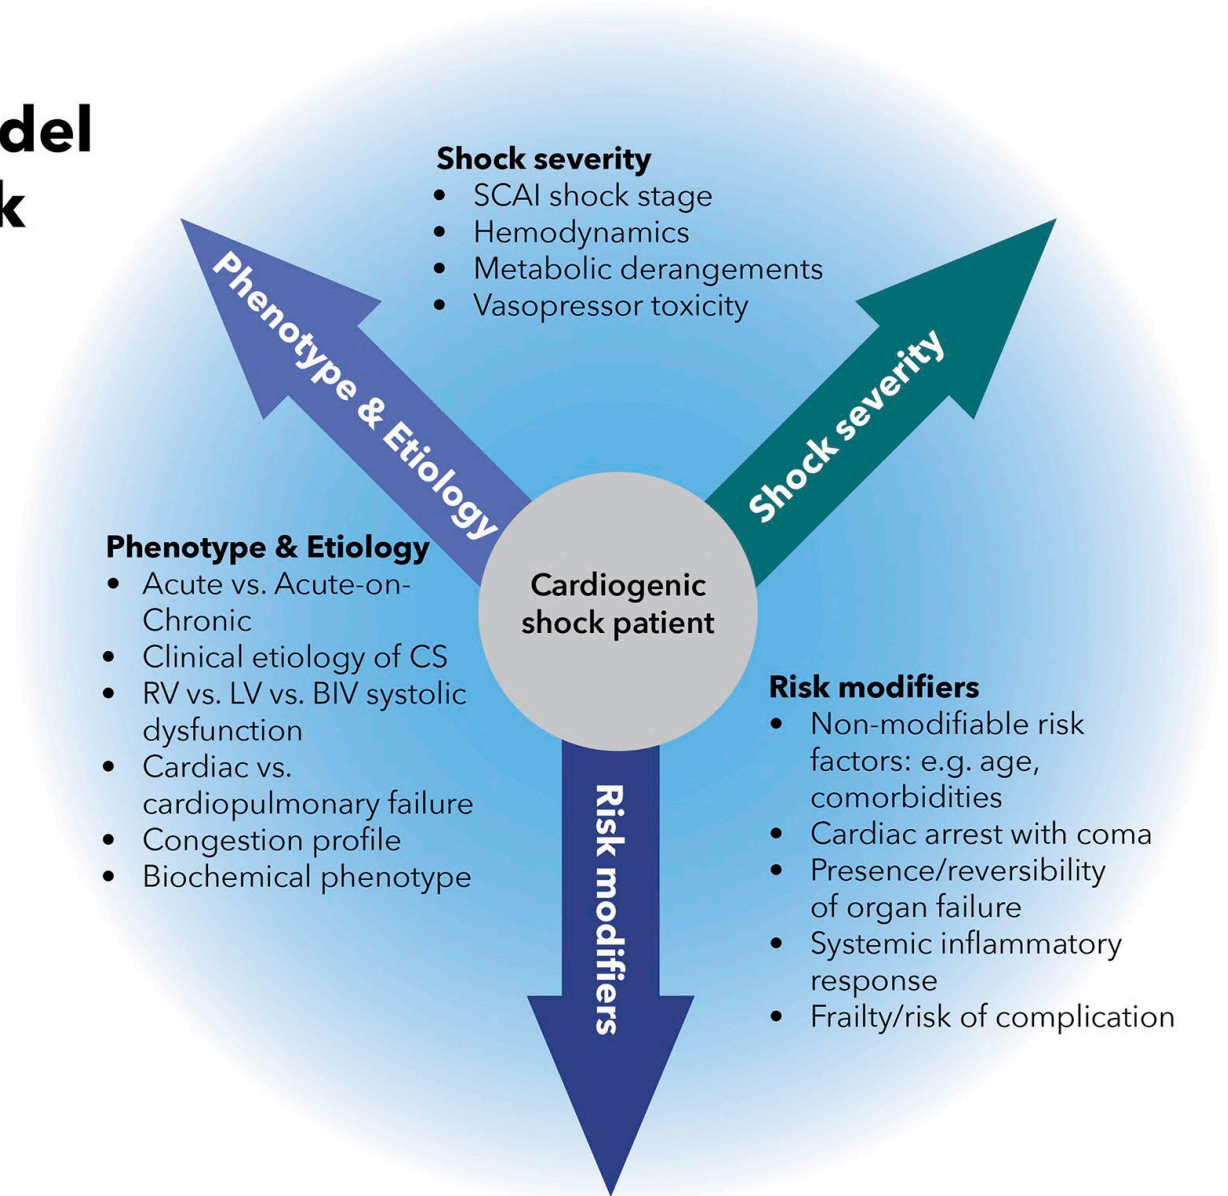 del
k
Shock severity
• SCAI shock stage
• Hemodynamics
• Metabolic derangements
• Vasopressor toxicity
Phenotype & Etiology
Shock severity
Cardiogenic
shock patient
Phenotype & Etiology
• Acute vs. Acute-on-
Chronic
• Clinical etiology of CS
• RV vs. LV vs. BIV systolic
dysfunction
• Cardiac vs.
cardiopulmonary failure
• Congestion profile
• Biochemical phenotype
Risk modifiers
• Non-modifiable risk
factors: e.g. age,
comorbidities
• Cardiac arrest with coma
• Presence/reversibility
of organ failure
• Systemic inflammatory
response
• Frailty/risk of complication
Risk modifiers